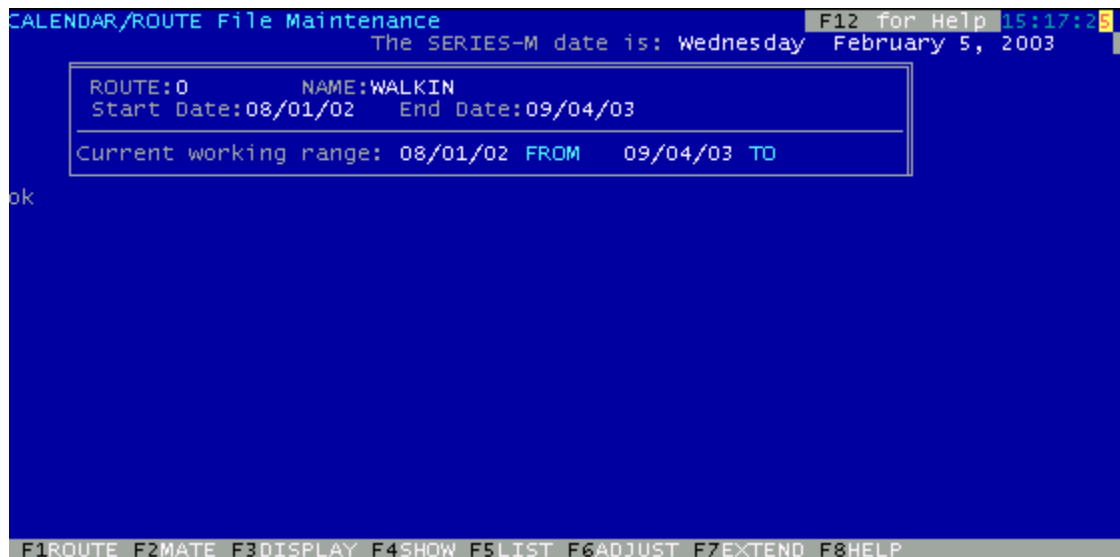 CALENDAR/ROUTE File Maintenance F12 for Help 15:17:25
The SERIES-M date is: Wednesday February 5, 2003
ROUTE:0 NAME:WALKIN
Start Date:08/01/02 End Date:09/04/03
Current working range: 08/01/02 FROM 09/04/03 TO
ok
F1ROUTE F2MATE F3DISPLAY F4SHOW F5LIST F6ADJUST F7EXTEND F8HELP